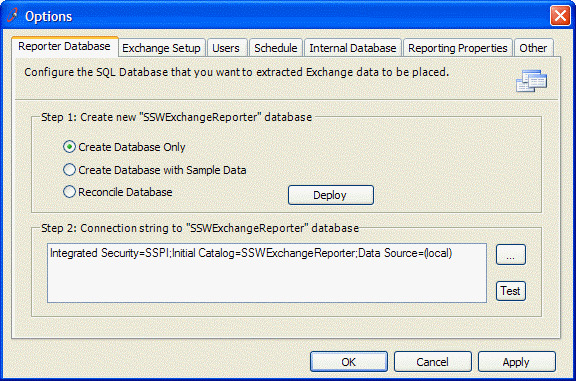 Options
Reporter Database Exchange Setup Users Schedule Internal Database Reporting Properties Other
Configure the SQL Database that you want to extracted Exchange data to be placed.
Step 1: Create new "SSWExchangeReporter" database
Create Database Only
Create Database with Sample Data
Reconcile Database
Deploy
Step 2: Connection string to "SSWExchangeReporter" database
Integrated Security=SSPI;Initial Catalog=SSWExchangeReporter;Data Source=(local)
...
Test
OK Cancel Apply